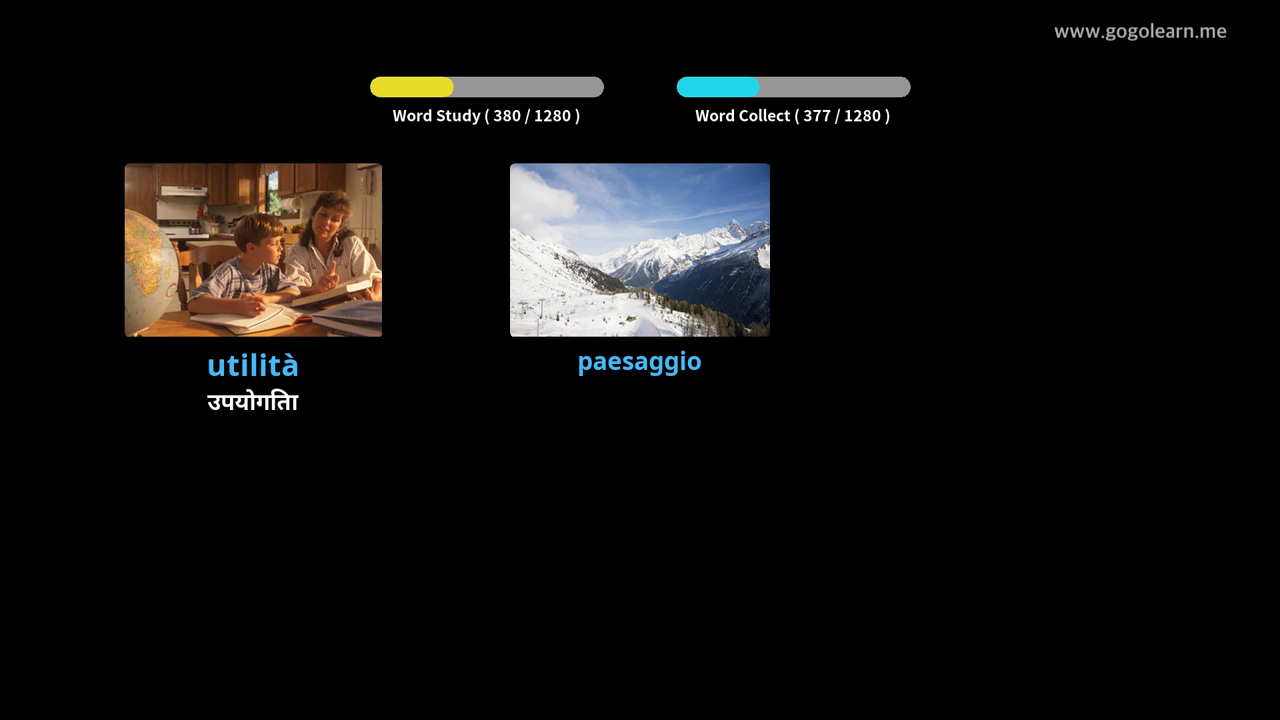 www.gogolearn.me
Word Study ( 380 / 1280 )
Word Collect ( 377 / 1280 )
utilità
उपयोगिता
paesaggio